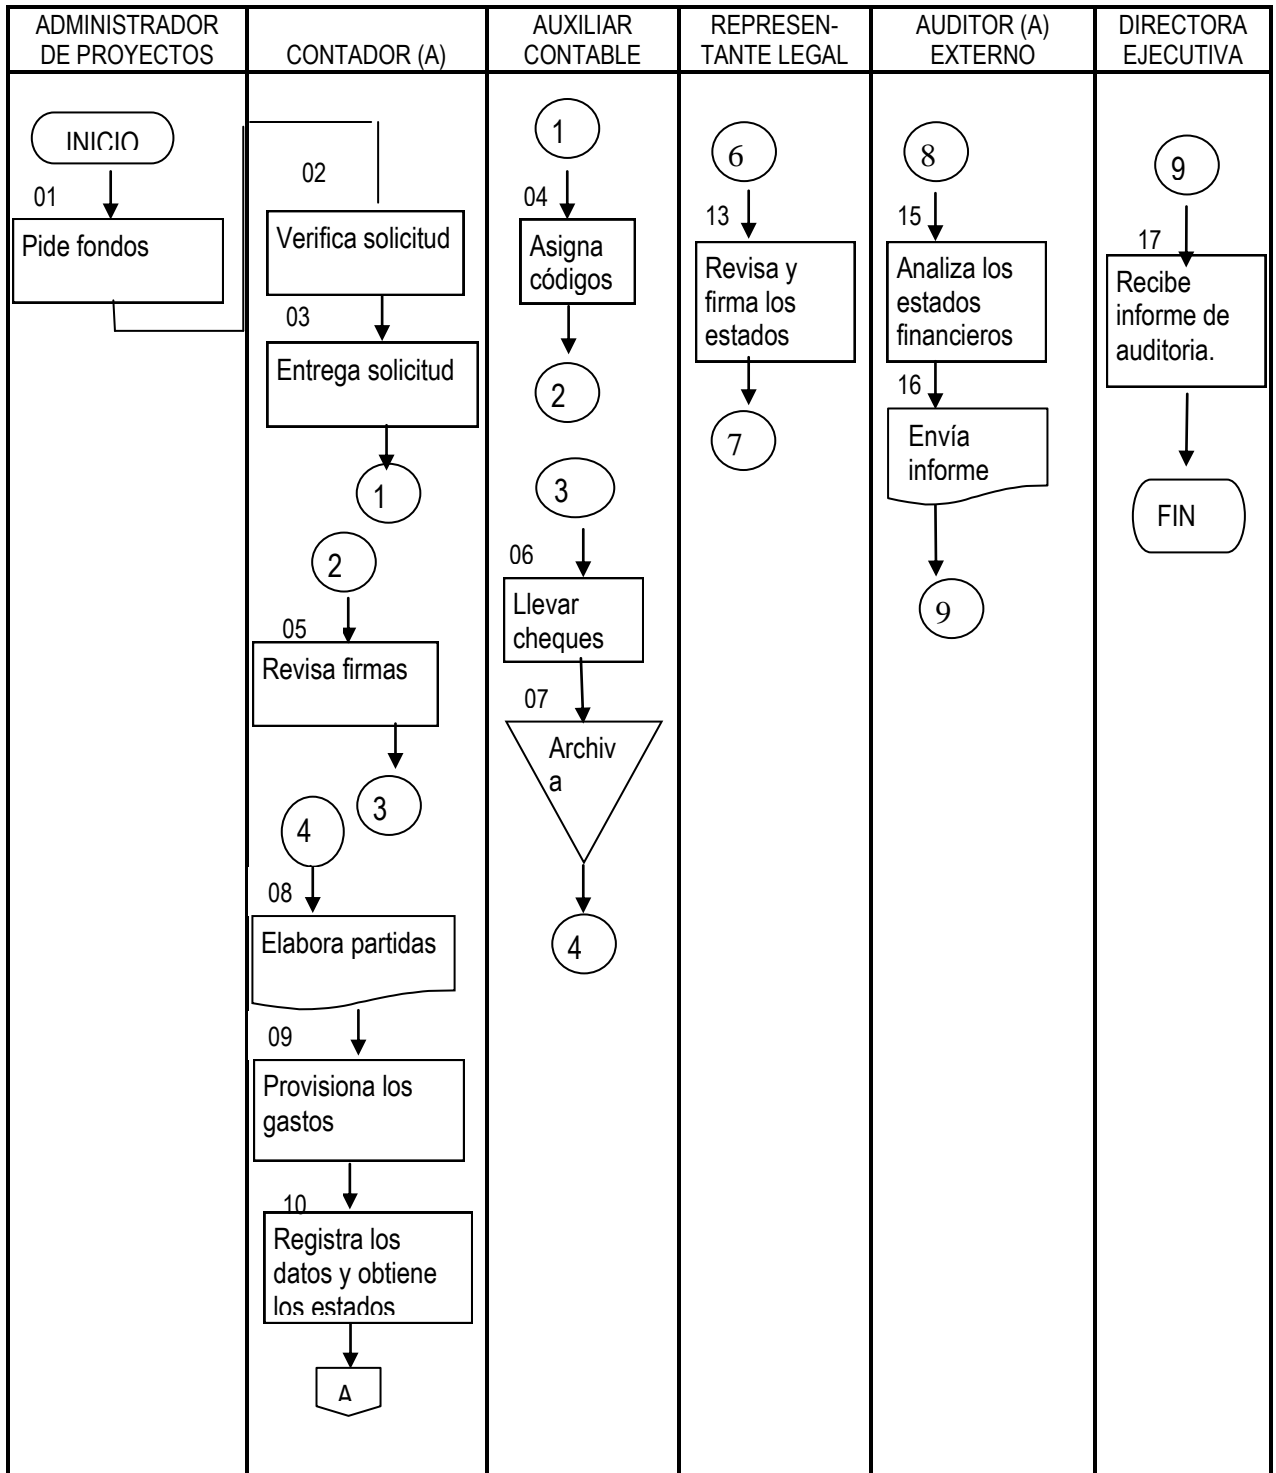 ADMINISTRADOR
DE PROYECTOS
CONTADOR (A)
AUXILIAR
CONTABLE
REPRESEN-
TANTE LEGAL
AUDITOR (A)
EXTERNO
DIRECTORA
EJECUTIVA
INICIO
01
Pide fondos
02
Verifica solicitud
03
Entrega solicitud
1
2
05
Revisa firmas
3
4
08
Elabora partidas
09
Provisiona los
gastos
10
Registra los
datos y obtiene
los estados
A
1
04
Asigna
códigos
2
3
06
Llevar
cheques
07
Archiv
a
4
6
13
Revisa y
firma los
estados
7
8
15
Analiza los
estados
financieros
16
Envía
informe
9
9
17
Recibe
informe de
auditoria.
FIN